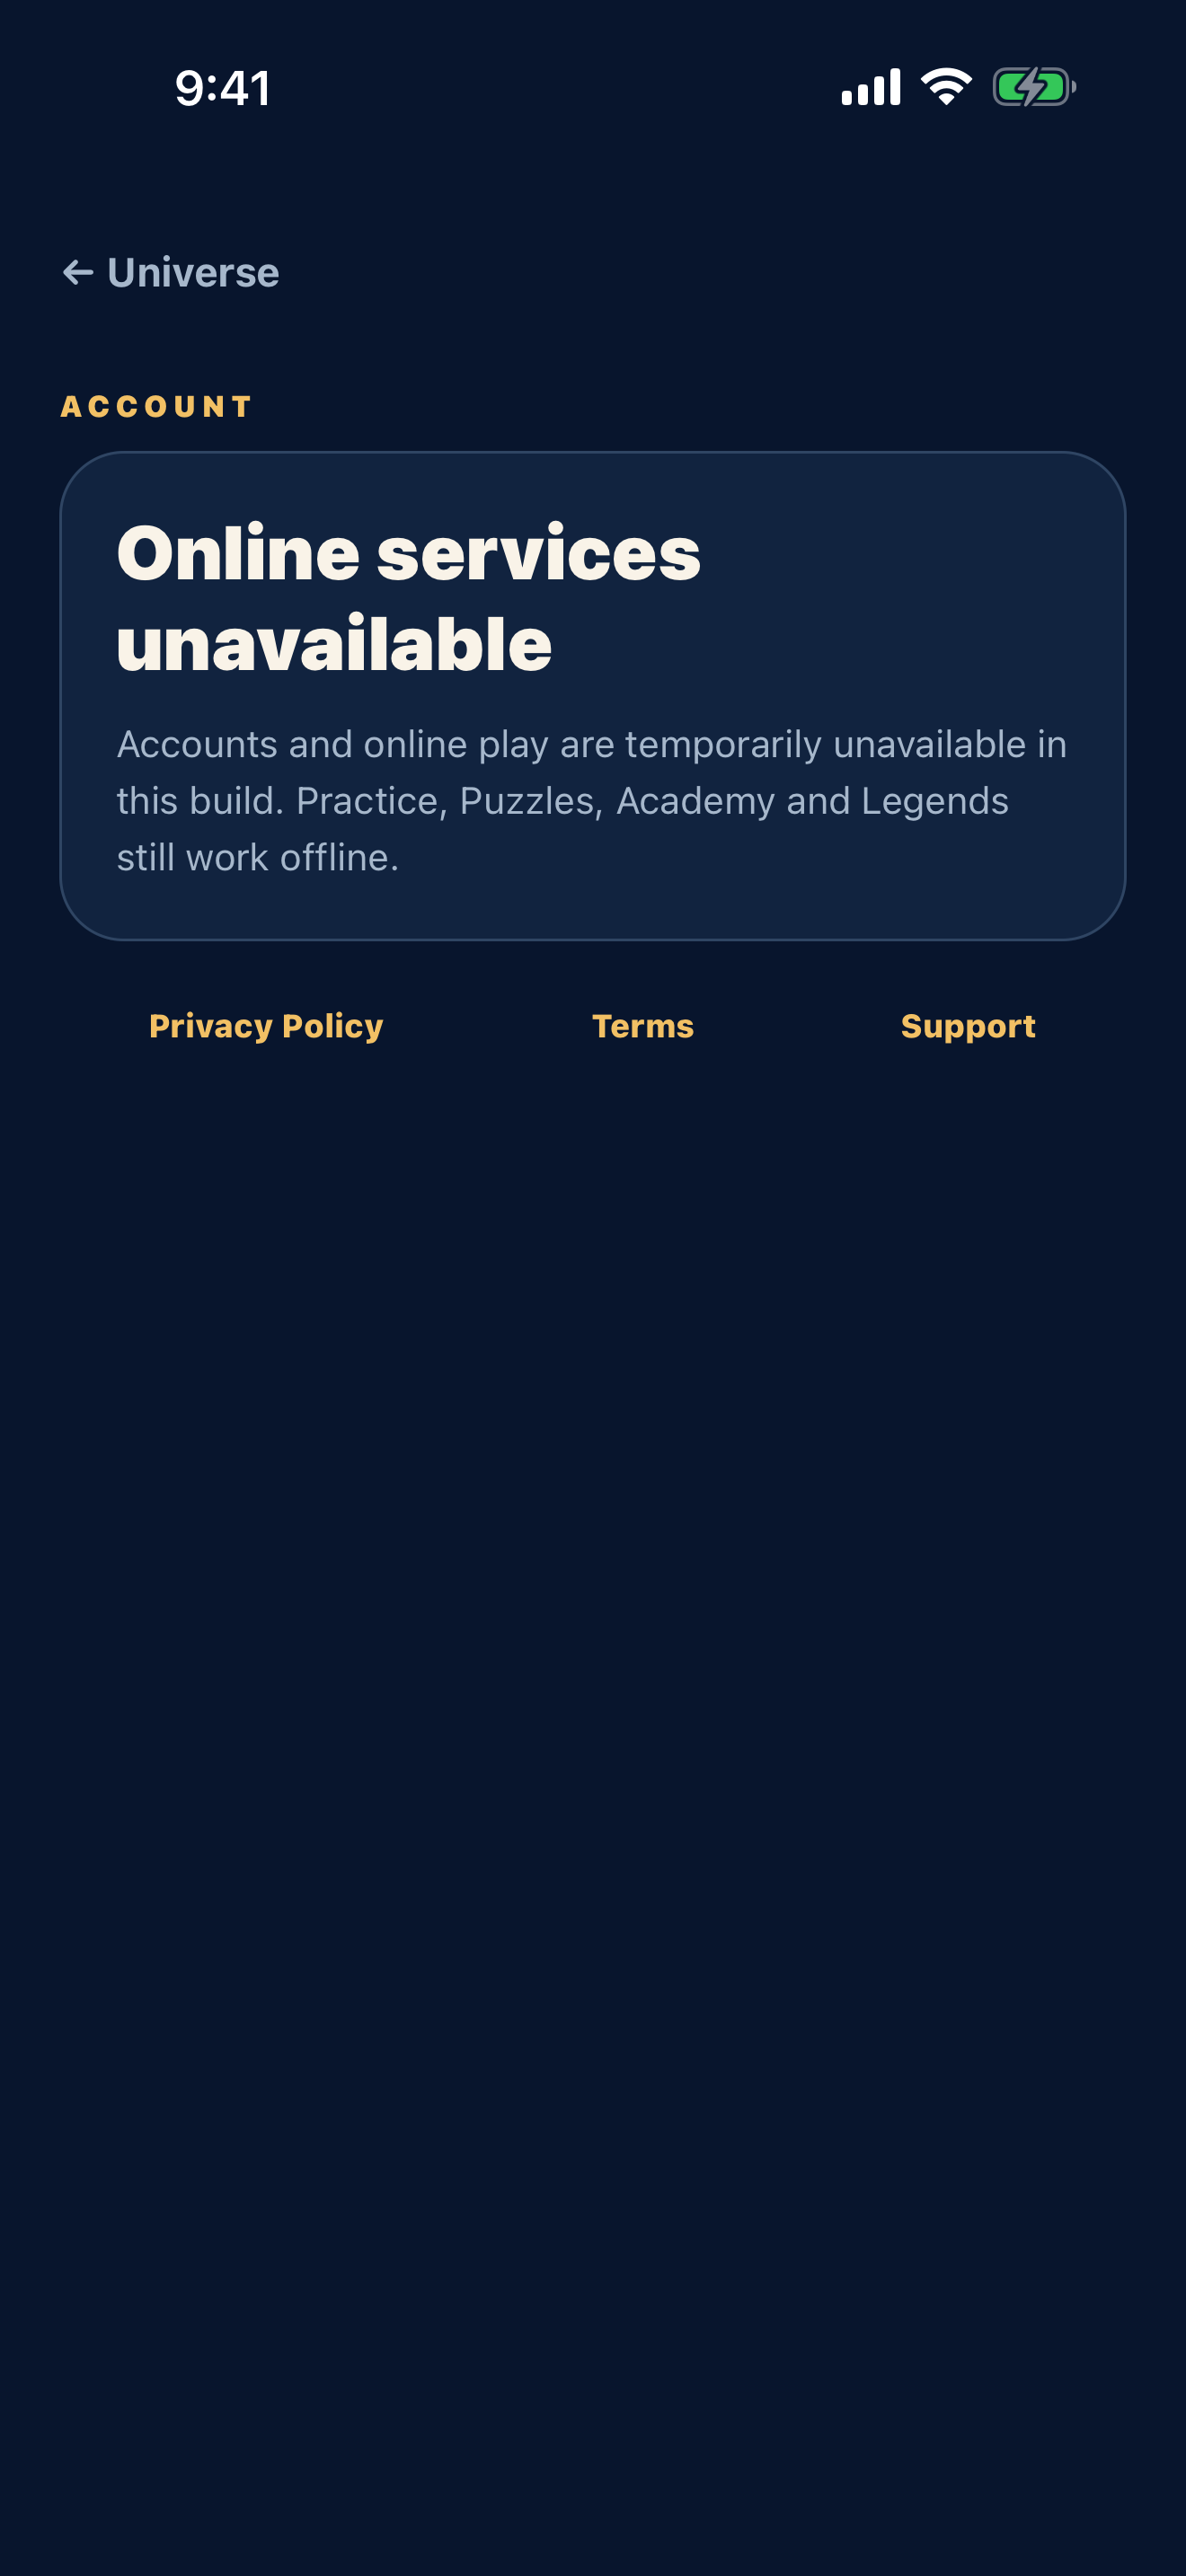 9:41
← Universe
ACCOUNT
Online services
unavailable
Accounts and online play are temporarily unavailable in
this build. Practice, Puzzles, Academy and Legends
still work offline.
Privacy Policy Terms Support